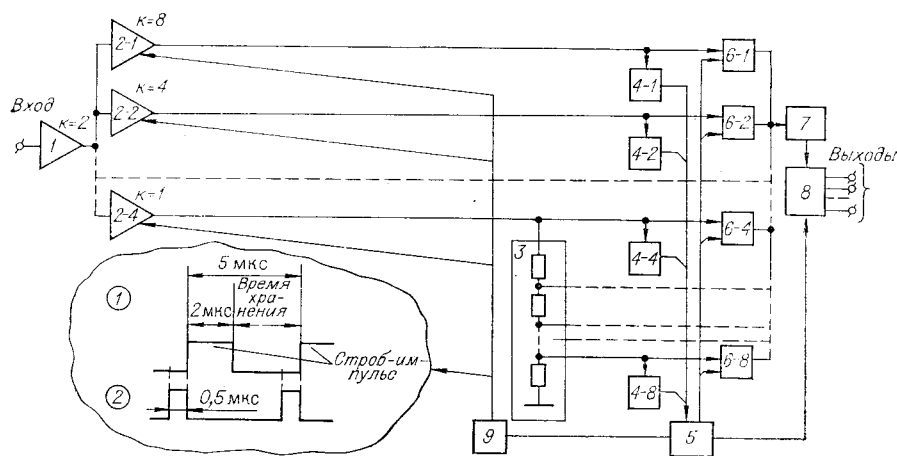 к=8
2-1
6-1
4-1
к=4
Вход
2-2
6-2
7
к=2
1
4-2
Выходы
8
к=1
2-4
6-4
3
4-4
5 мкс
1
Время
хра-
2мкс
нения
Строб-им
пульс
6-8
2
0,5 мкс
4-8
9
5